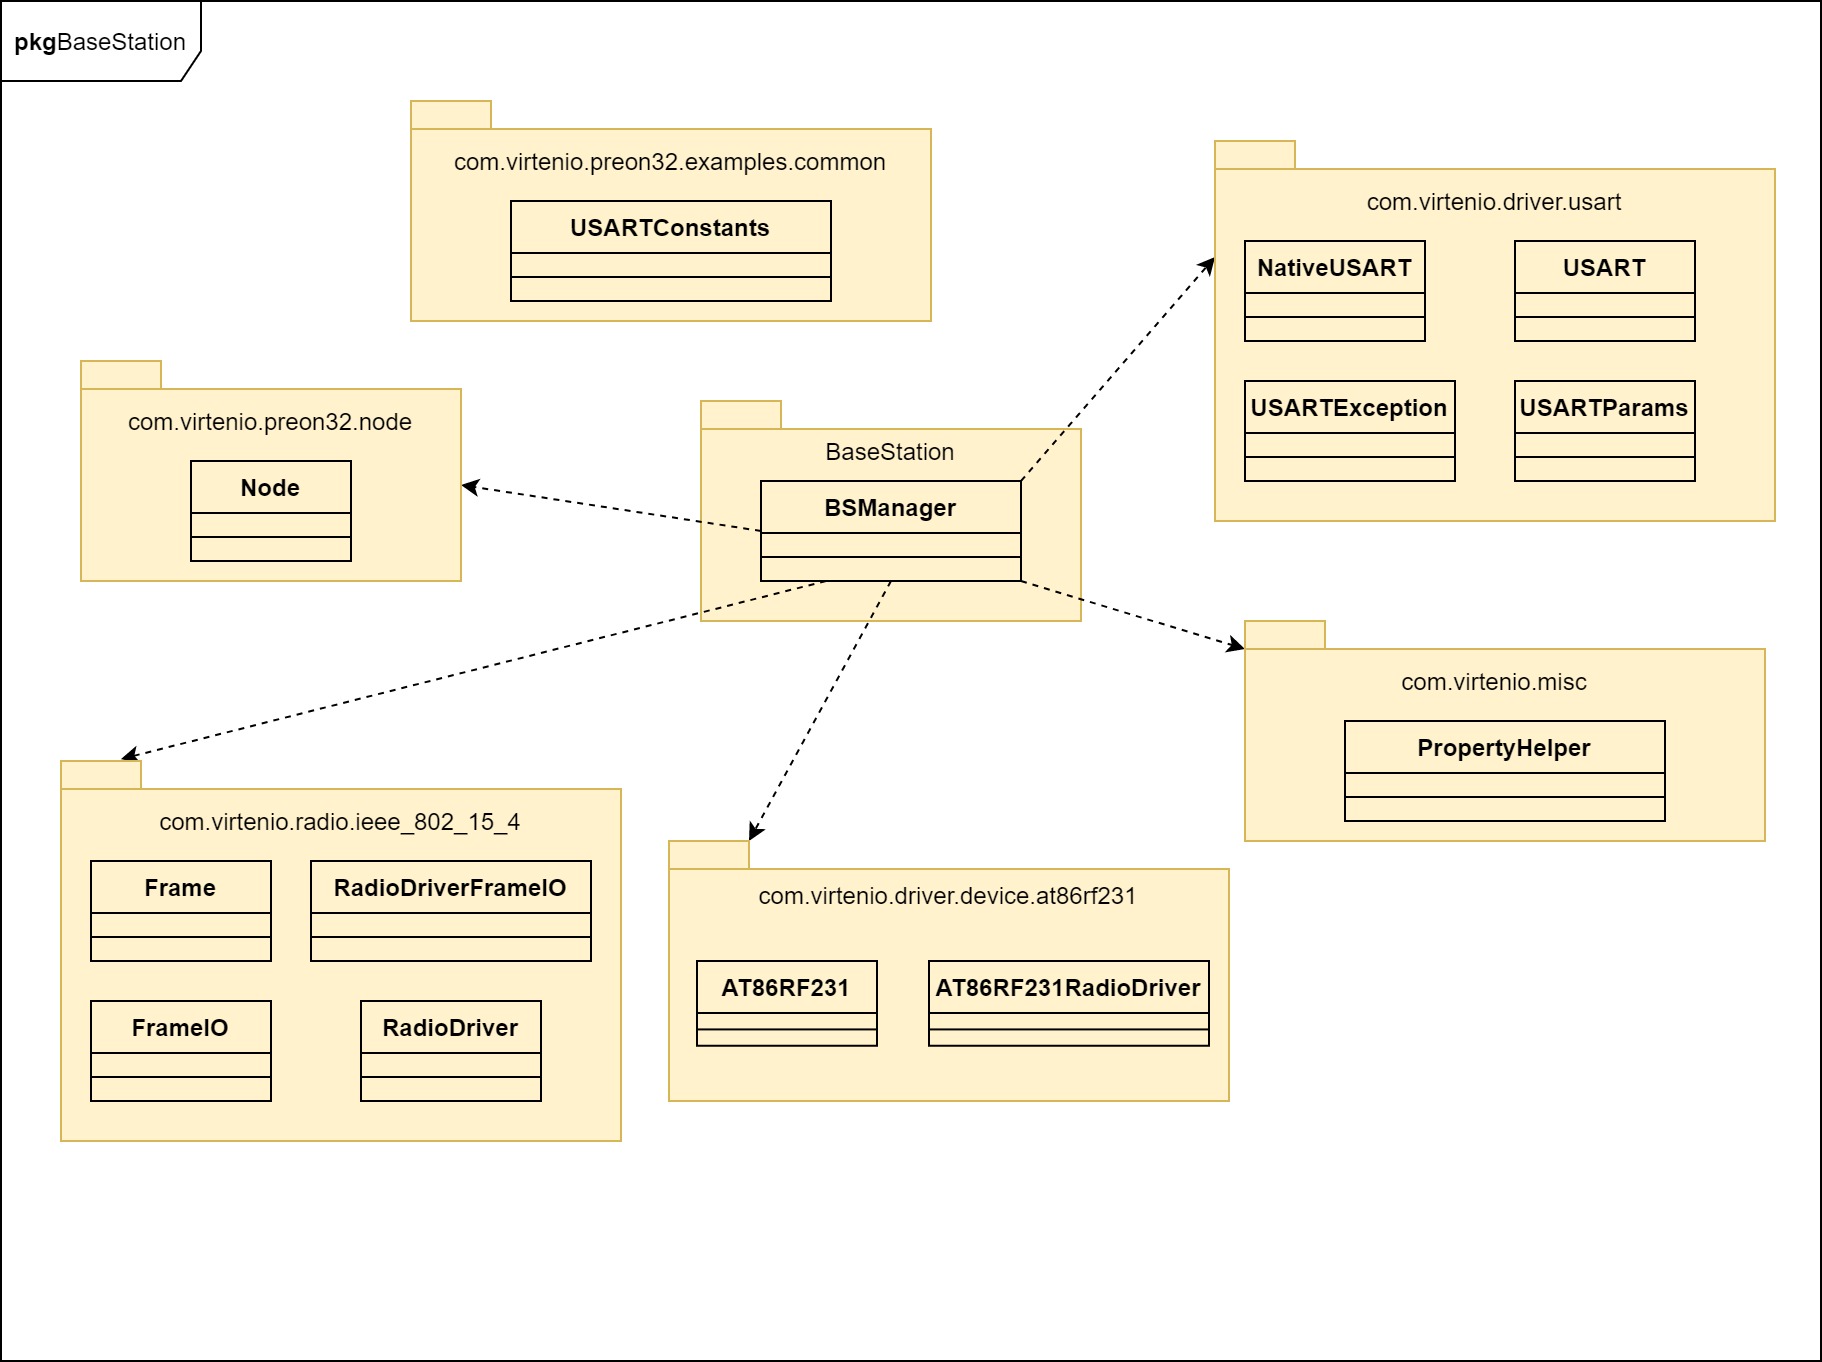 pkgBaseStation
com.virtenio.preon32.examples.common
USARTConstants
com.virtenio.driver.usart
NativeUSART
USART
USARTException
USARTParams
com.virtenio.preon32.node
Node
BaseStation
BSManager
com.virtenio.misc
PropertyHelper
com.virtenio.radio.ieee_802_15_4
Frame
RadioDriverFrameIO
FrameIO
RadioDriver
com.virtenio.driver.device.at86rf231
AT86RF231
AT86RF231RadioDriver